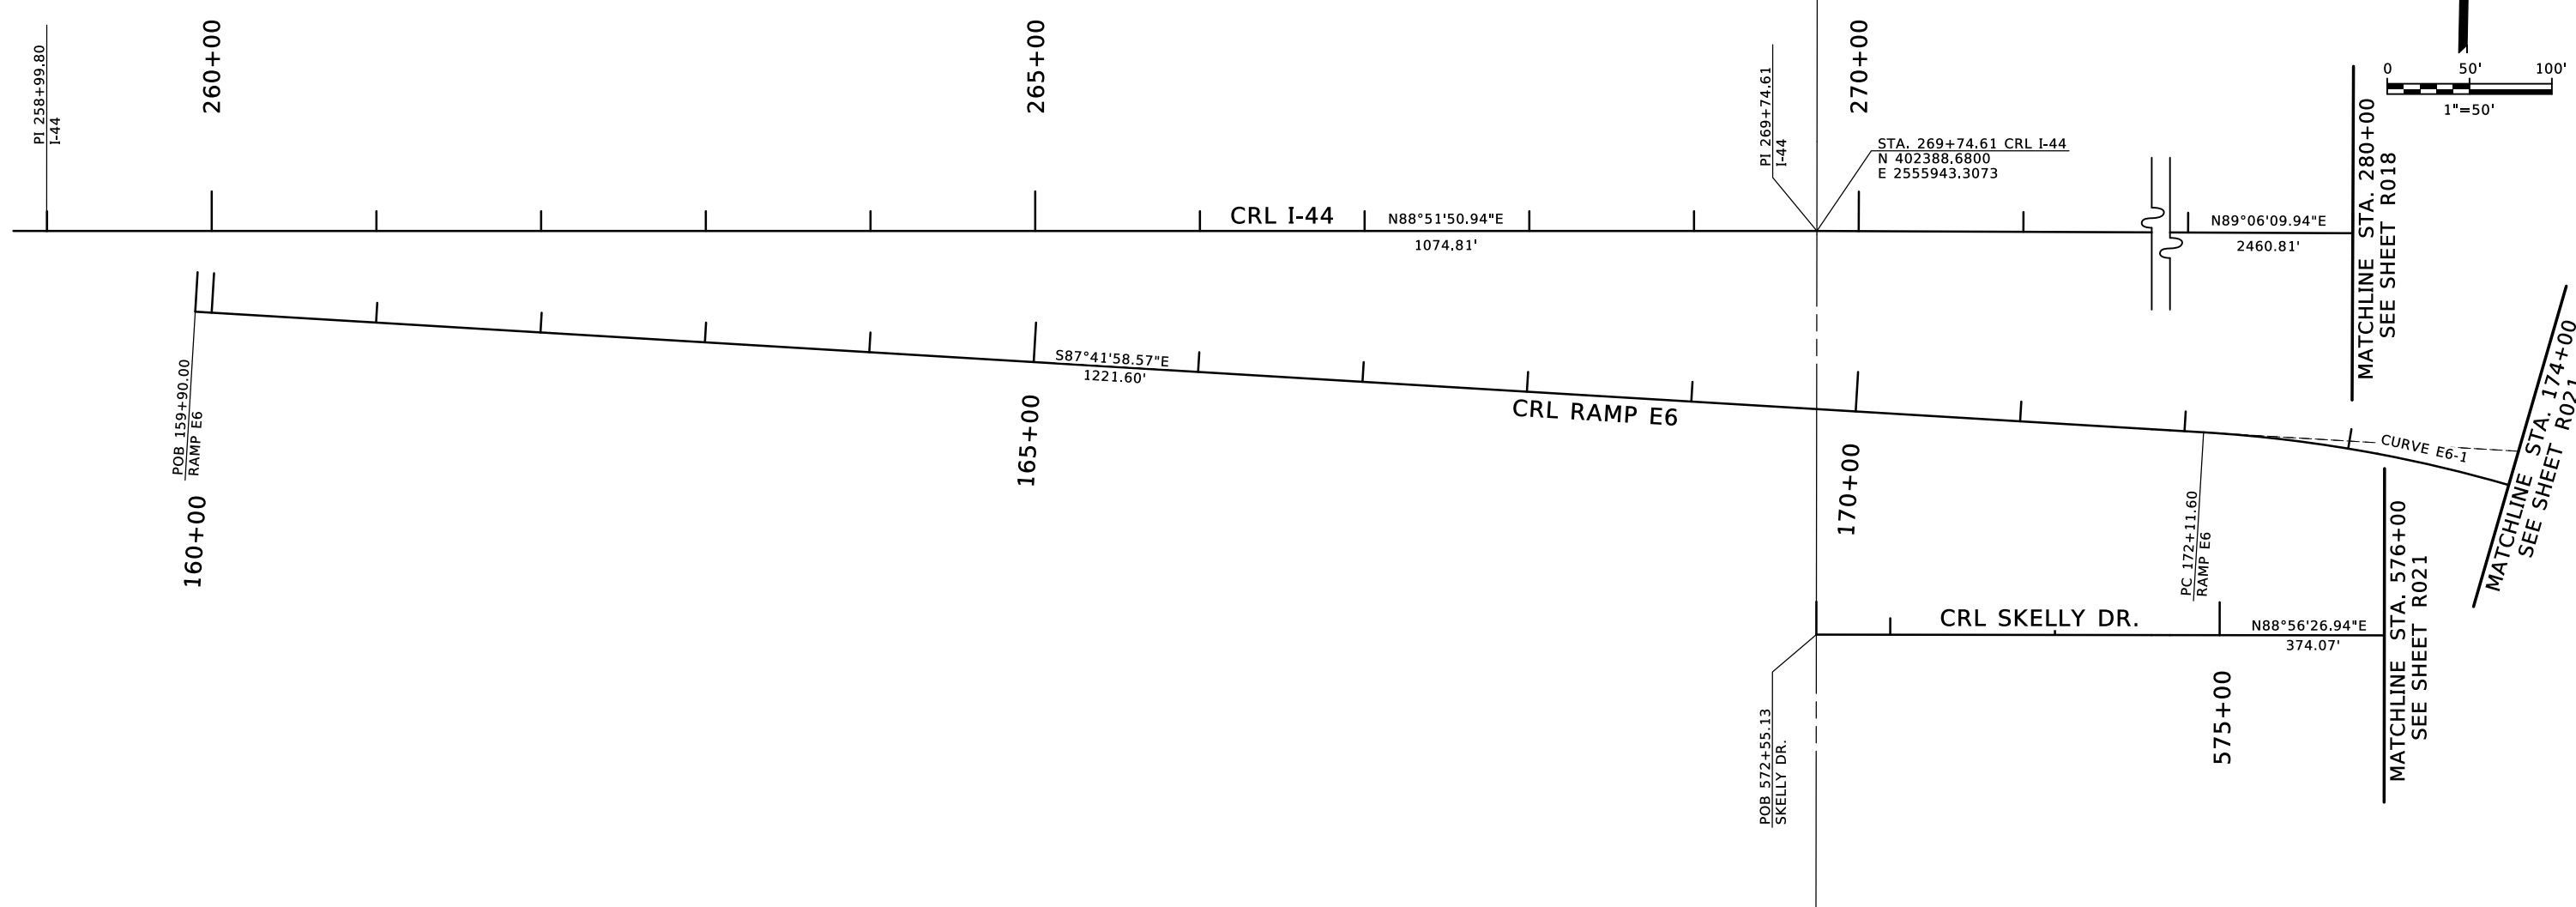 PI 258+99.80
I-44
260+00
265+00
PI 269+74.61
I-44
270+00
STA. 269+74.61 CRL I-44
N 402388.6800
E 2555943.3073
0 50' 100'
1"=50'
CRL I-44
N88°51'50.94"E
1074.81'
N89°06'09.94"E
2460.81'
MATCHLINE STA. 280+00
SEE SHEET R018
POB 159+90.00
RAMP E6
160+00
S87°41'58.57"E
1221.60'
165+00
CRL RAMP E6
170+00
PC 172+11.60
RAMP E6
CURVE E6-1
MATCHLINE STA. 174+00
SEE SHEET R021
POB 572+55.13
SKELLY DR.
CRL SKELLY DR.
N88°56'26.94"E
374.07'
575+00
MATCHLINE STA. 576+00
SEE SHEET R021